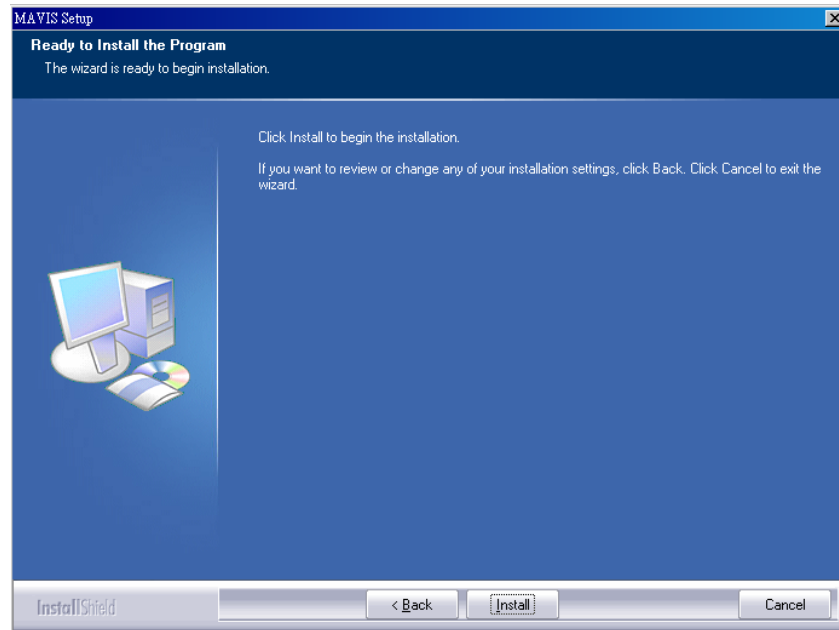 MAVIS Setup
Ready to Install the Program
The wizard is ready to begin installation.
Click Install to begin the installation.
If you want to review or change any of your installation settings, click Back. Click Cancel to exit the
wizard.
InstallShield
< Back
Install
Cancel